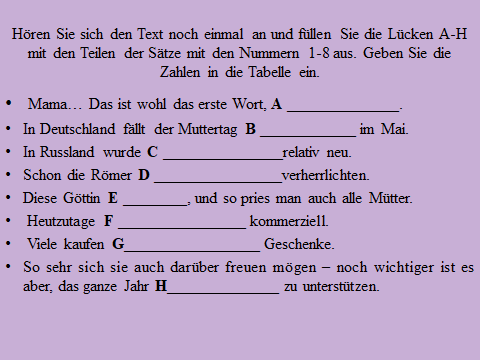 Hören Sie sich den Text noch einmal an und füllen Sie die Lücken A-H
mit den Teilen der Sätze mit den Nummern 1-8 aus. Geben Sie die
Zahlen in die Tabelle ein.
• Mama… Das ist wohl das erste Wort, A _______________.
• In Deutschland fällt der Muttertag B _____________ im Mai.
• In Russland wurde C ________________relativ neu.
• Schon die Römer D _________________verherrlichten.
• Diese Göttin E _________, und so pries man auch alle Mütter.
• Heutzutage F _________________ kommerziell.
• Viele kaufen G__________________ Geschenke.
• So sehr sich sie auch darüber freuen mögen – noch wichtiger ist es
aber, das ganze Jahr H_______________ zu unterstützen.